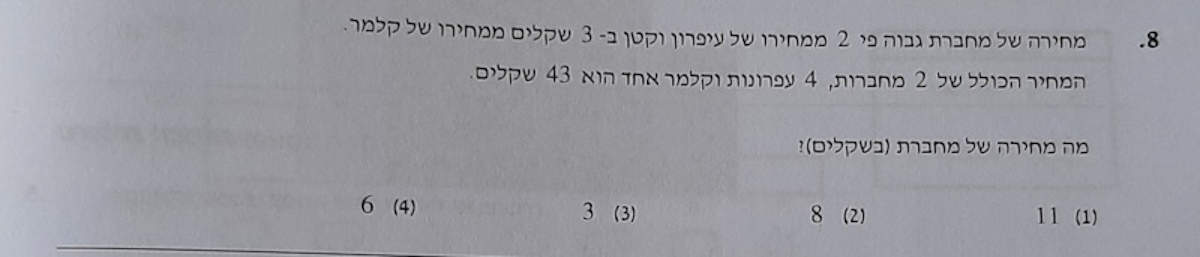 8. מחירה של מחברת גבוה פי 2 ממחירו של עיפרון וקטן ב- 3 שקלים ממחירו של קלמר.
המחיר הכולל של 2 מחברות, 4 עפרונות וקלמר אחד הוא 43 שקלים.
מה מחירה של מחברת (בשקלים)?
(1) 11 (2) 8 (3) 3 (4) 6